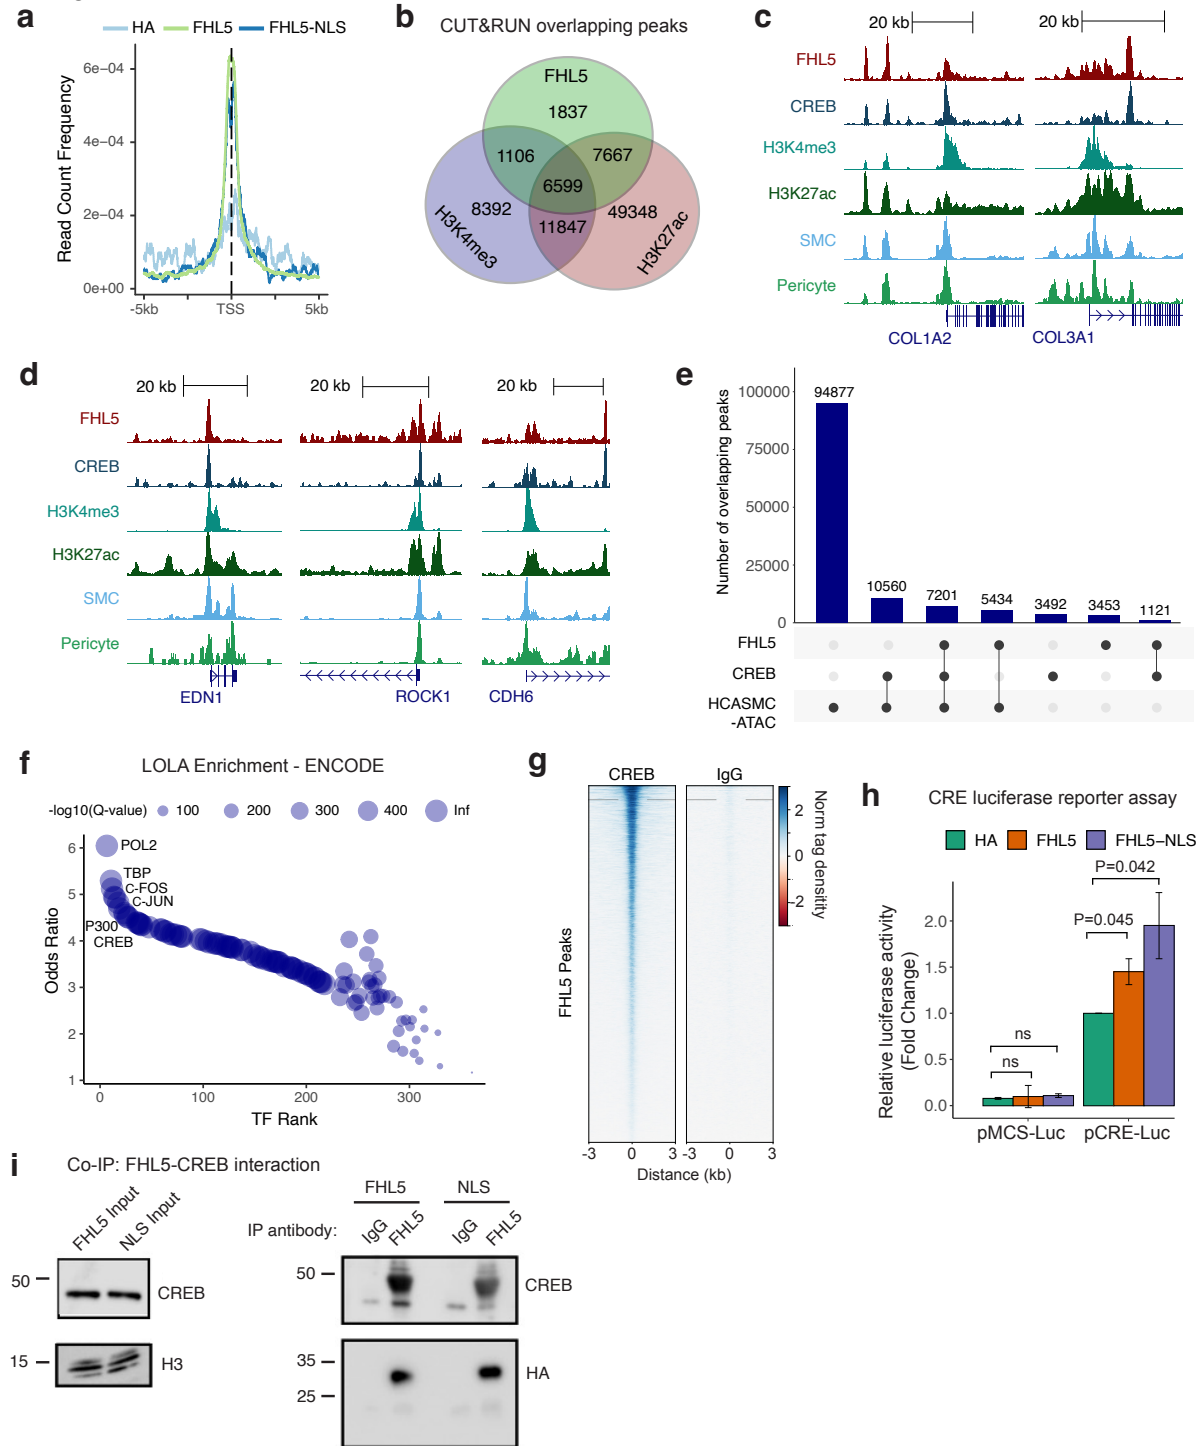 a
HA FHL5 FHL5-NLS
Read Count Frequency
6e−04
4e−04
2e−04
0e+00
-5kb TSS 5kb
b
CUT&RUN overlapping peaks
FHL5
1837
1106 7667
6599
8392 49348
11847
H3K4me3 H3K27ac
c
20 kb 20 kb
FHL5
CREB
H3K4me3
H3K27ac
SMC
Pericyte
COL1A2 COL3A1
d
20 kb 20 kb 20 kb
FHL5
CREB
H3K4me3
H3K27ac
SMC
Pericyte
EDN1 ROCK1 CDH6
e
Number of overlapping peaks
100000
75000
50000
25000
0
94877
10560 7201 5434 3492 3453 1121
FHL5
CREB
HCASMC
-ATAC
f
LOLA Enrichment - ENCODE
-log10(Q-value) 100 200 300 400 Inf
Odds Ratio
6
5
4
3
2
1
POL2
TBP
C-FOS
C-JUN
P300
CREB
0 100 200 300
TF Rank
g
CREB IgG
FHL5 Peaks
2
1
0
-1
-2
Norm tag densitity
-3 0 3 -3 0 3
Distance (kb)
h
CRE luciferase reporter assay
HA FHL5 FHL5−NLS
Relative luciferase activity
(Fold Change)
2.0
1.5
1.0
0.5
0.0
P=0.042
P=0.045
ns
ns
pMCS-Luc pCRE-Luc
i
Co-IP: FHL5-CREB interaction
FHL5 Input NLS Input
50
CREB
15
H3
FHL5 NLS
IP antibody: IgG FHL5 IgG FHL5
50
CREB
35
25
HA